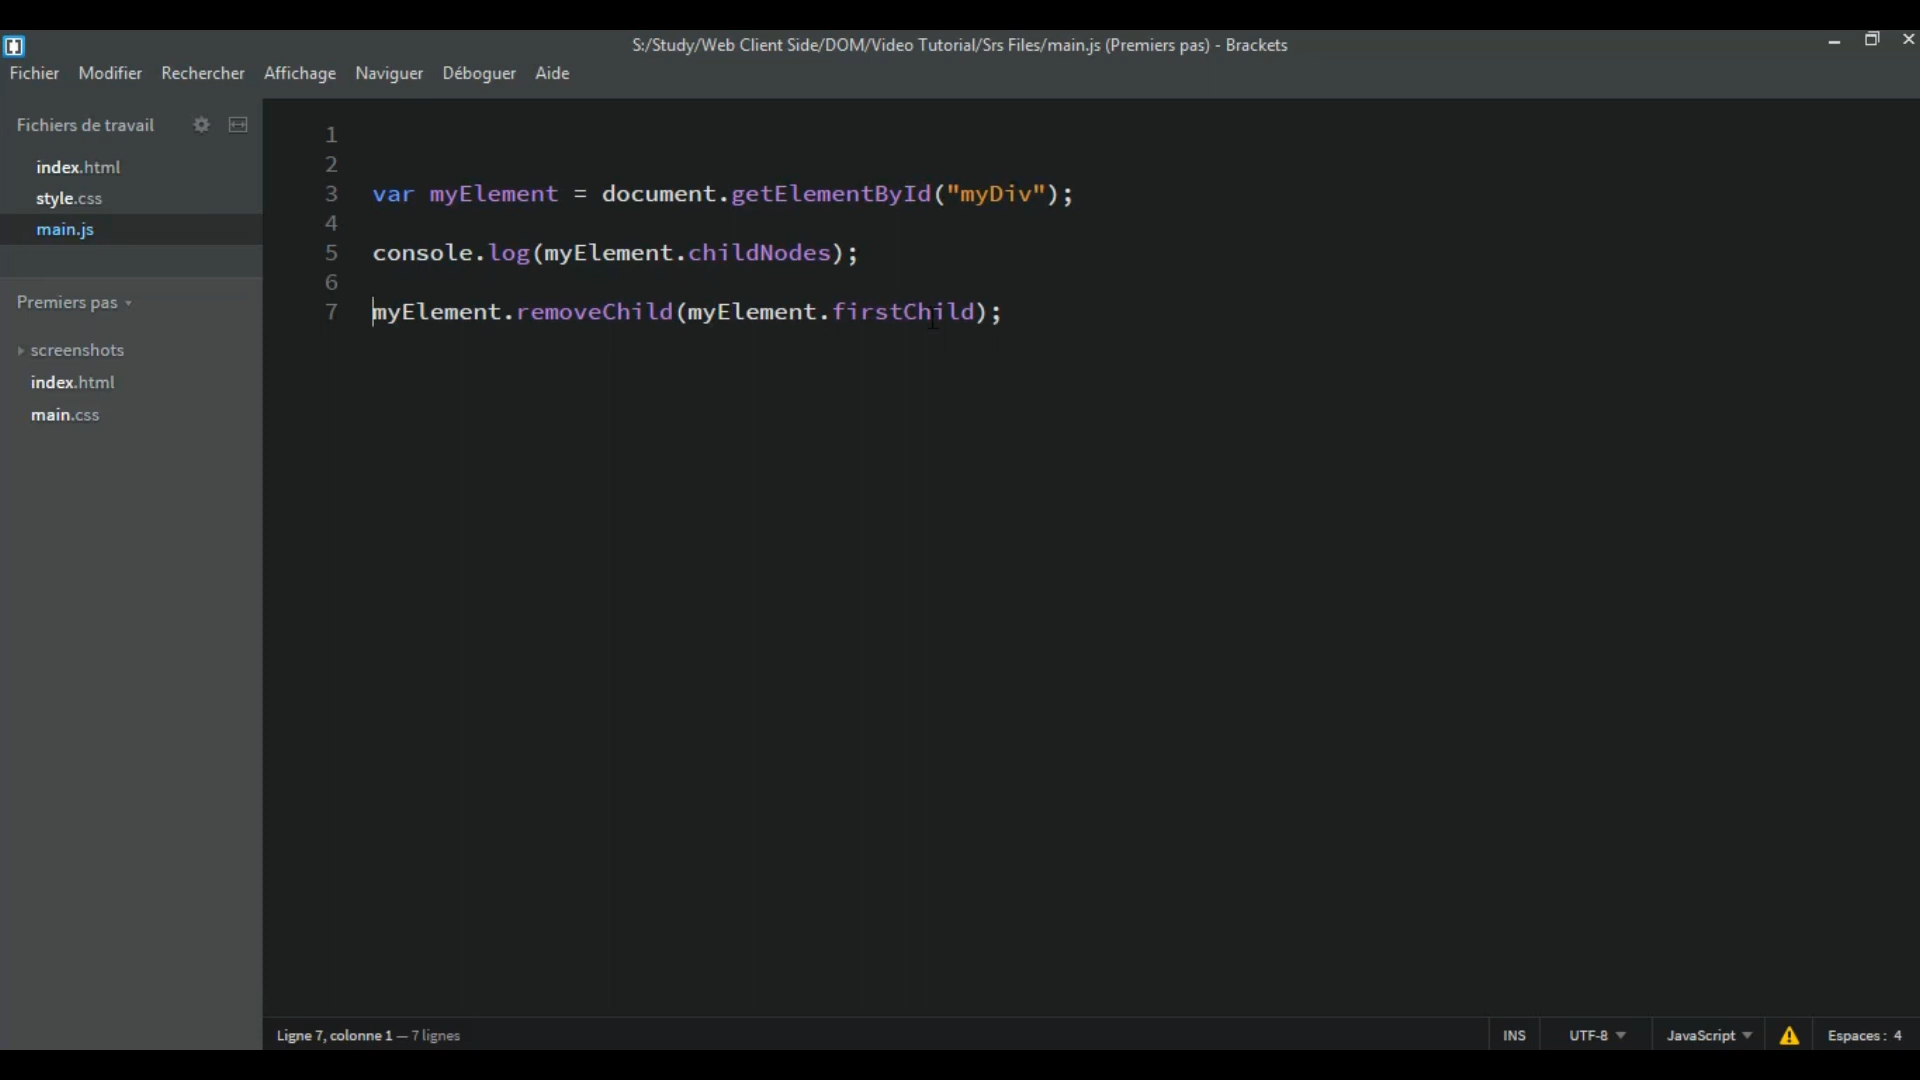 S:/Study/Web Client Side/DOM/Video Tutorial/Srs Files/main.js (Premiers pas) - Brackets
Fichier Modifier Rechercher Affichage Naviguer Déboguer Aide
Fichiers de travail
index.html
style.css
main.js
Premiers pas
screenshots
index.html
main.css
1
2
3 var myElement = document.getElementById("myDiv");
4
5 console.log(myElement.childNodes);
6
7 myElement.removeChild(myElement.firstChild);
Ligne 7, colonne 1 — 7 lignes INS UTF-8 JavaScript Espaces : 4